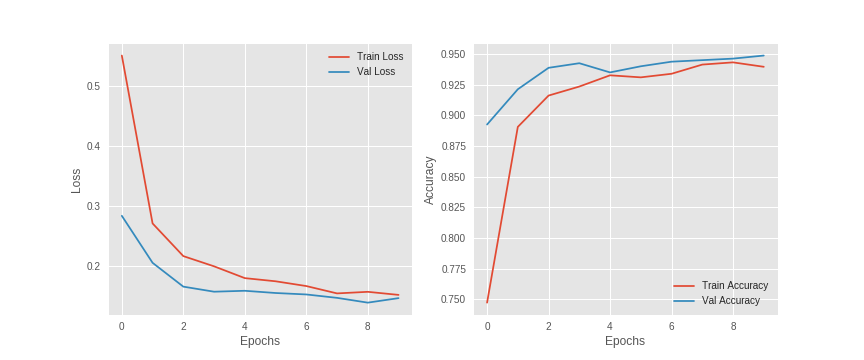 Train Loss
Val Loss
0.5
0.4
0.3
0.2
Loss
0 2 4 6 8
Epochs
0.950
0.925
0.900
0.875
0.850
0.825
0.800
0.775
0.750
Accuracy
Train Accuracy
Val Accuracy
0 2 4 6 8
Epochs